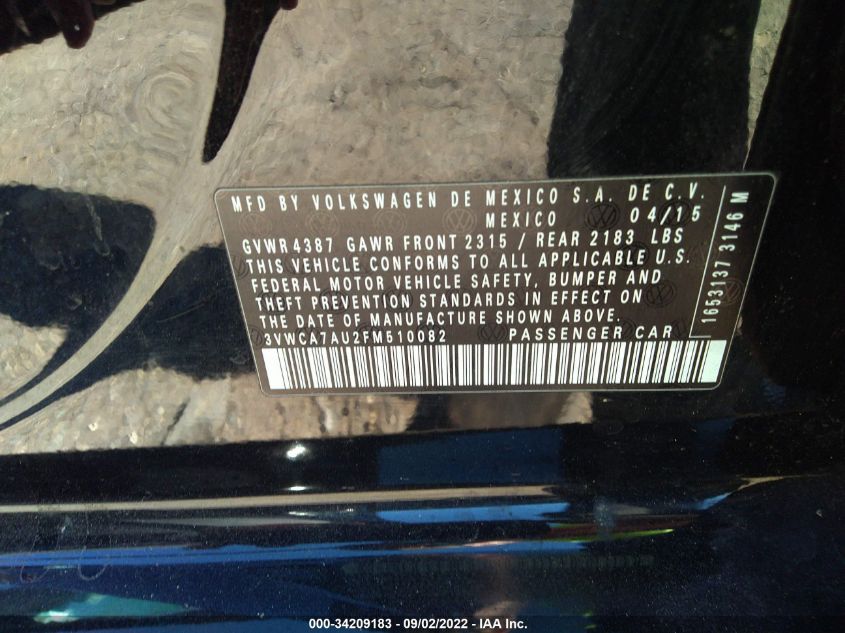 MFD BY VOLKSWAGEN DE MEXICO S.A. DE C.V.
MEXICO 04/15
GVWR 4387 GAWR FRONT 2315 / REAR 2183 LBS
THIS VEHICLE CONFORMS TO ALL APPLICABLE U.S.
FEDERAL MOTOR VEHICLE SAFETY, BUMPER AND
THEFT PREVENTION STANDARDS IN EFFECT ON
THE DATE OF MANUFACTURE SHOWN ABOVE.
3VWCA7AU2FM510082 PASSENGER CAR
1653137 3146 M
000-34209183 - 09/02/2022 - IAA Inc.